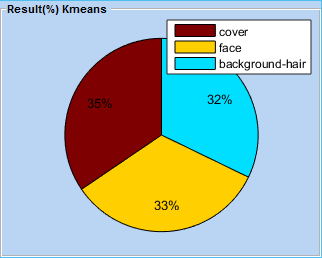 Result(%) Kmeans
cover
face
background-hair
35%
32%
33%